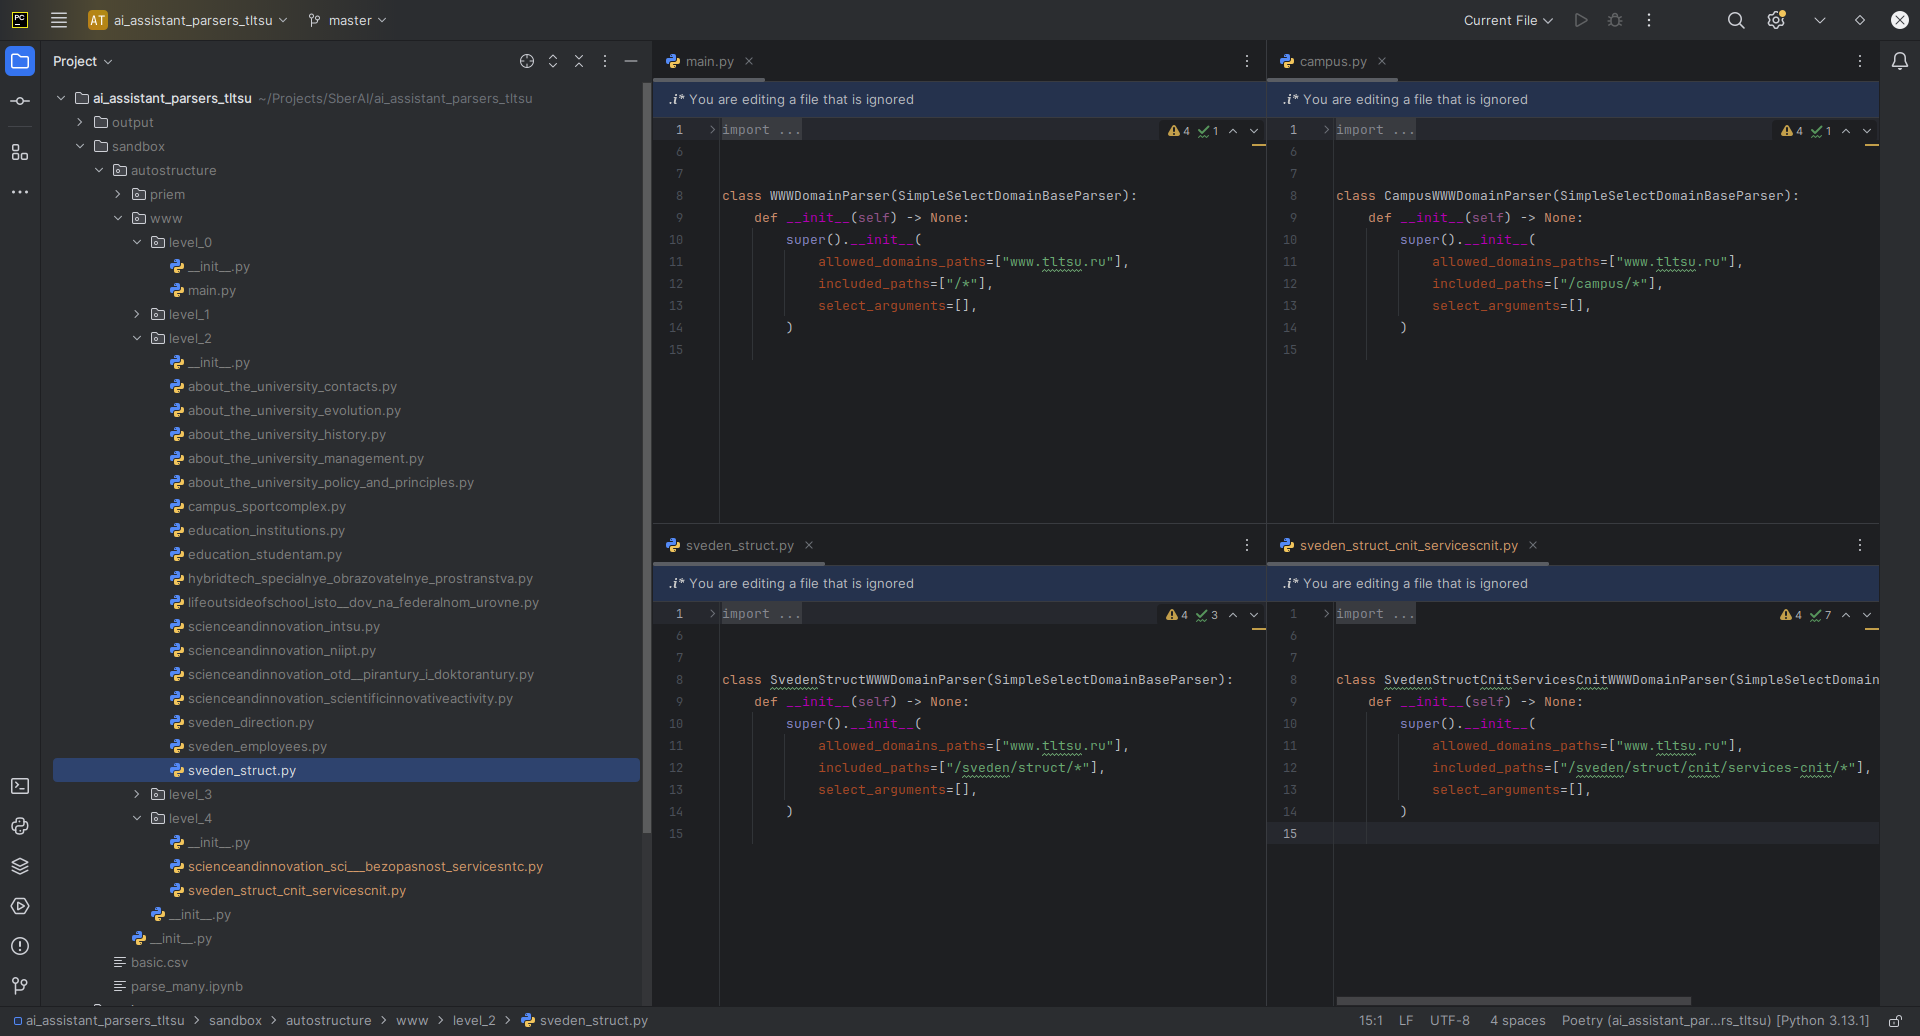 PC
AT ai_assistant_parsers_tltsu
master
Current File
Project
ai_assistant_parsers_tltsu ~/Projects/SberAI/ai_assistant_parsers_tltsu
output
sandbox
autostructure
priem
www
level_0
__init__.py
main.py
level_1
level_2
__init__.py
about_the_university_contacts.py
about_the_university_evolution.py
about_the_university_history.py
about_the_university_management.py
about_the_university_policy_and_principles.py
campus_sportcomplex.py
education_institutions.py
education_studentam.py
hybridtech_specialnye_obrazovatelnye_prostranstva.py
lifeoutsideofschool_isto__dov_na_federalnom_urovne.py
scienceandinnovation_intsu.py
scienceandinnovation_niipt.py
scienceandinnovation_otd__pirantury_i_doktorantury.py
scienceandinnovation_scientificinnovativeactivity.py
sveden_direction.py
sveden_employees.py
sveden_struct.py
level_3
level_4
__init__.py
scienceandinnovation_sci___bezopasnost_servicesntc.py
sveden_struct_cnit_servicescnit.py
__init__.py
__init__.py
basic.csv
parse_many.ipynb
main.py
.i* You are editing a file that is ignored
1 import ... 4 1
6
7
8 class WWWDomainParser(SimpleSelectDomainBaseParser):
9 def __init__(self) -> None:
10 super().__init__(
11 allowed_domains_paths=["www.tltsu.ru"],
12 included_paths=["/*"],
13 select_arguments=[],
14 )
15
campus.py
.i* You are editing a file that is ignored
1 import ... 4 1
6
7
8 class CampusWWWDomainParser(SimpleSelectDomainBaseParser):
9 def __init__(self) -> None:
10 super().__init__(
11 allowed_domains_paths=["www.tltsu.ru"],
12 included_paths=["/campus/*"],
13 select_arguments=[],
14 )
15
sveden_struct.py
.i* You are editing a file that is ignored
1 import ... 4 3
6
7
8 class SvedenStructWWWDomainParser(SimpleSelectDomainBaseParser):
9 def __init__(self) -> None:
10 super().__init__(
11 allowed_domains_paths=["www.tltsu.ru"],
12 included_paths=["/sveden/struct/*"],
13 select_arguments=[],
14 )
15
sveden_struct_cnit_servicescnit.py
.i* You are editing a file that is ignored
1 import ... 4 7
6
7
8 class SvedenStructCnitServicesCnitWWWDomainParser(SimpleSelectDomain
9 def __init__(self) -> None:
10 super().__init__(
11 allowed_domains_paths=["www.tltsu.ru"],
12 included_paths=["/sveden/struct/cnit/services-cnit/*"],
13 select_arguments=[],
14 )
15
ai_assistant_parsers_tltsu > sandbox > autostructure > www > level_2 > sveden_struct.py
15:1 LF UTF-8 4 spaces Poetry (ai_assistant_par...rs_tltsu) [Python 3.13.1]